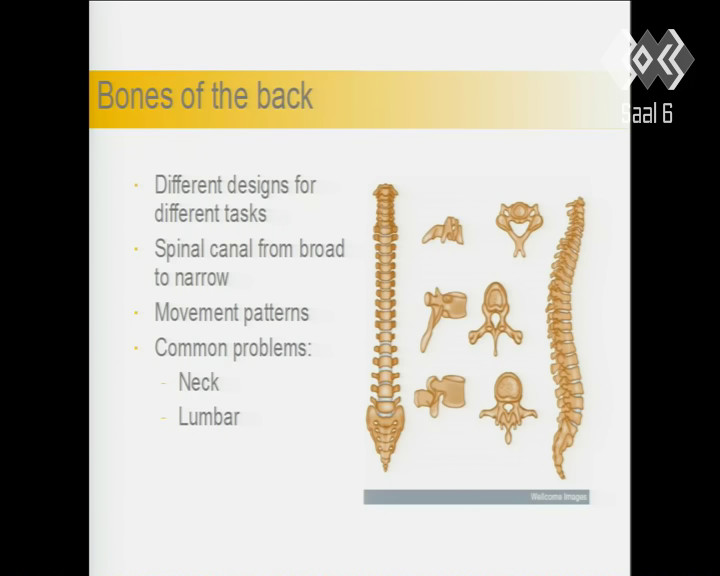 Bones of the back
Saal 6
Different designs for
different tasks
Spinal canal from broad
to narrow
Movement patterns
Common problems:
Neck
Lumbar
Wellcome Images